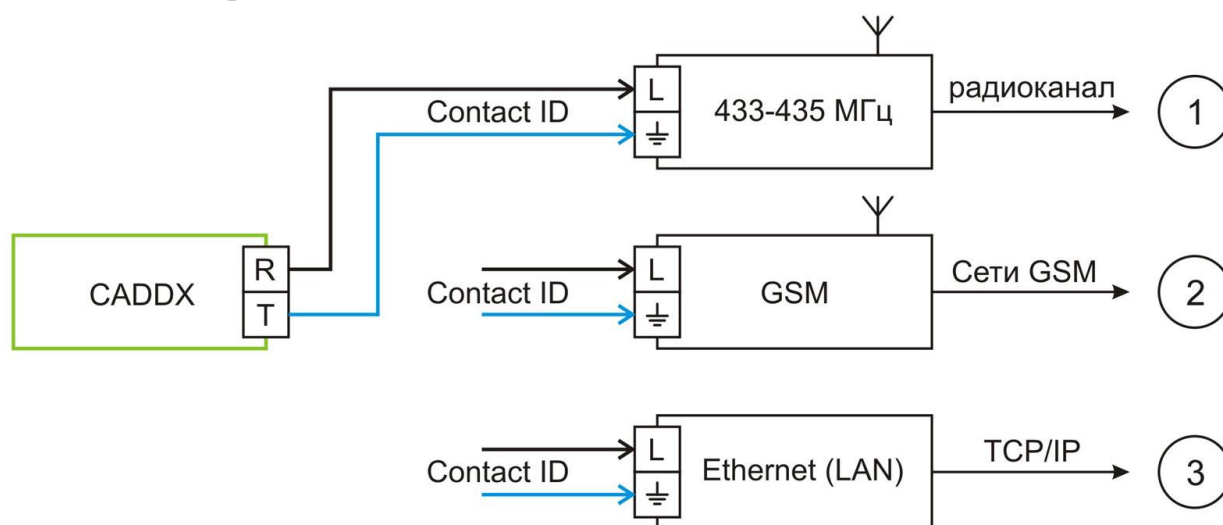 L
433-435 МГц
радиоканал
1
Contact ID
CADDX
R
T
L
GSM
Сети GSM
2
Contact ID
L
Ethernet (LAN)
TCP/IP
3
Contact ID